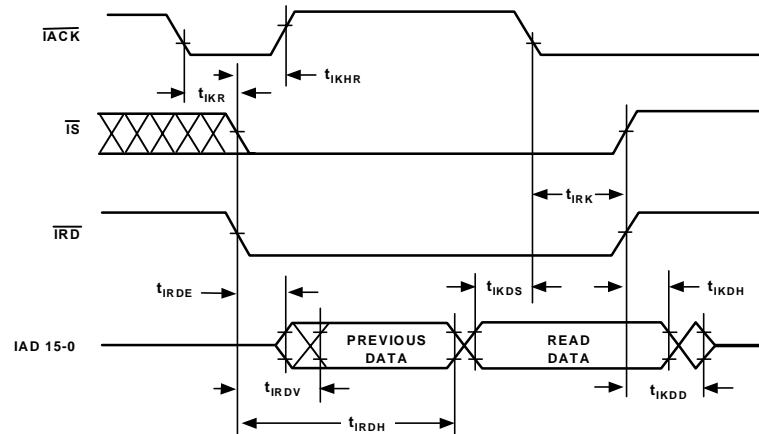 IACK
tIKR
tIKHR
IS
tIRK
IRD
tIRDE
tIKDS
tIKDH
IAD 15-0
PREVIOUS
DATA
READ
DATA
tIRDV
tIKDD
tIRDH